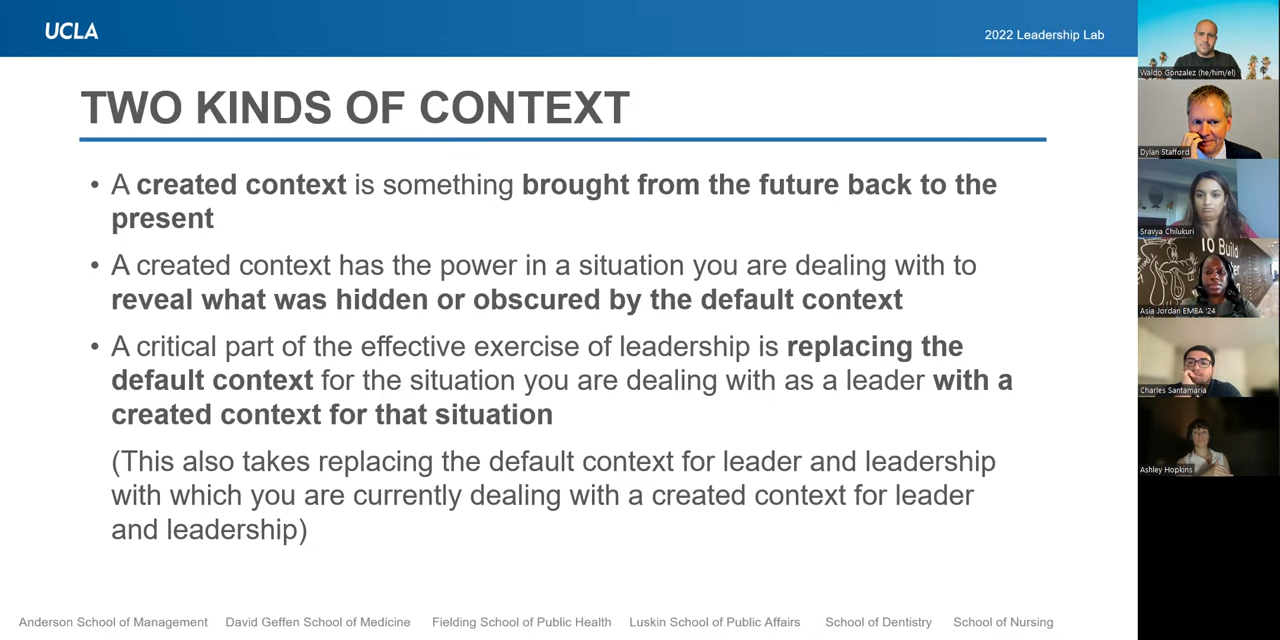 UCLA
2022 Leadership Lab
TWO KINDS OF CONTEXT
• A created context is something brought from the future back to the
present
• A created context has the power in a situation you are dealing with to
reveal what was hidden or obscured by the default context
• A critical part of the effective exercise of leadership is replacing the
default context for the situation you are dealing with as a leader with a
created context for that situation
(This also takes replacing the default context for leader and leadership
with which you are currently dealing with a created context for leader
and leadership)
Anderson School of Management David Geffen School of Medicine Fielding School of Public Health Luskin School of Public Affairs School of Dentistry School of Nursing
Waldo Gonzalez (he/him/el)
Dylan Stafford
Sravya Chilukuri
To Build
Asia Jordan EMBA '24
Charles Santamaria
Ashley Hopkins